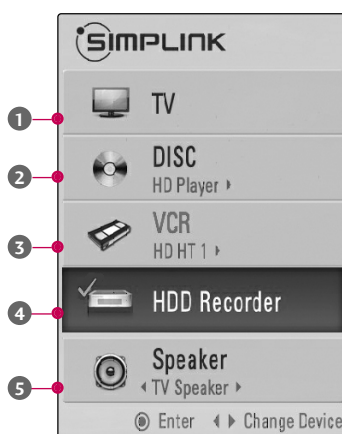 SIMPLINK
1 TV
2 DISC
HD Player ▸
3 VCR
HD HT 1 ▸
4 HDD Recorder
5 Speaker
◂ TV Speaker ▸
◉ Enter ◂ ▸ Change Device